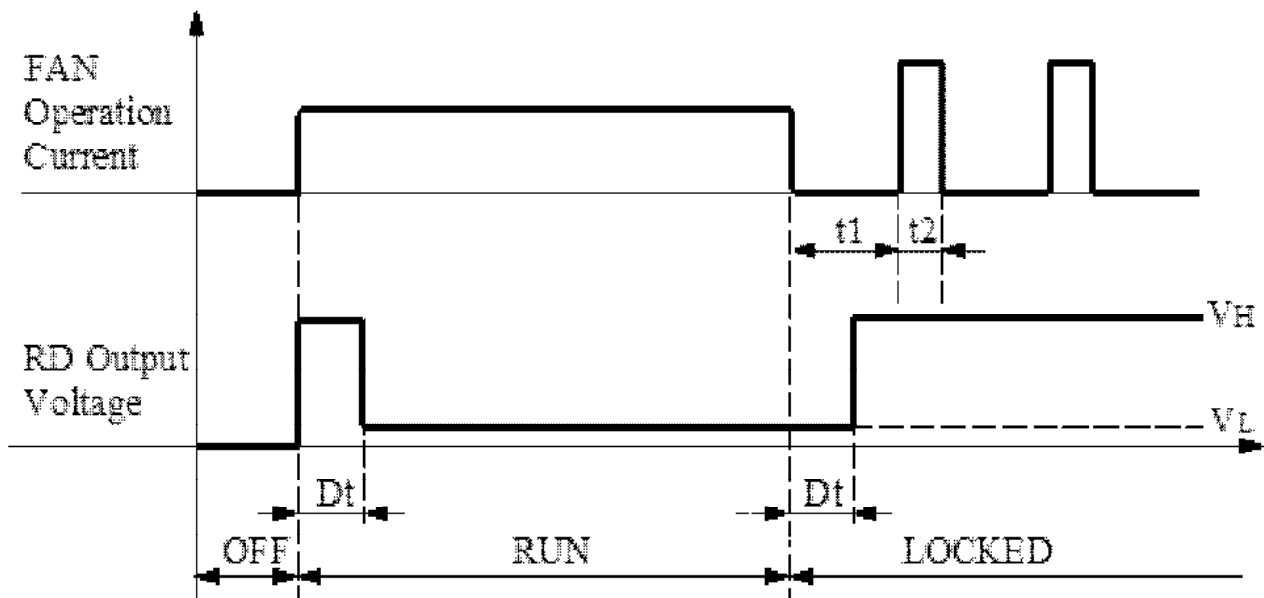 FAN
Operation
Current
t1
t2
VH
RD Output
Voltage
VL
Dt
Dt
OFF
RUN
LOCKED